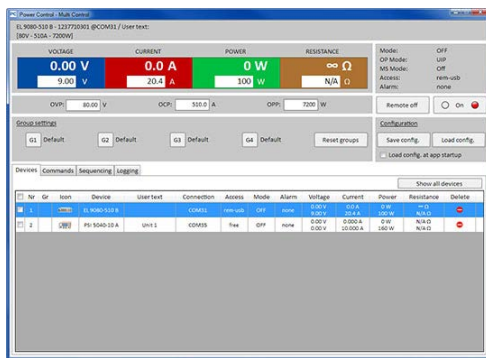 Power Control - Multi Control
EL 9080-510 B - 1237710301 @COM31 / User text:
[80V - 510A - 7200W]
VOLTAGE CURRENT POWER RESISTANCE
0.00 V 0.0 A 0 W ∞ Ω
9.00 V 20.4 A 100 W N/A Ω
Mode: OFF
OP Mode: UIP
MS Mode: Off
Access: rem-usb
Alarm: none
OVP: 80.00 V OCP: 510.0 A OPP: 7200 W
Remote off On
Group settings
G1 Default G2 Default G3 Default G4 Default Reset groups
Configuration
Save config. Load config.
Load config. at app startup
Devices Commands Sequencing Logging
Show all devices
Nr Gr Icon Device User text Connection Access Mode Alarm Voltage Current Power Resistance Delete
1 EL 9080-510 B COM31 rem-usb OFF none 0.00 V 0.0 A 0 W ∞ Ω
9.00 V 20.4 A 100 W N/A Ω
2 PSI 5040-10 A Unit 1 COM35 free OFF none 0.00 V 0.000 A 0 W N/A Ω
0.00 V 10.000 A 160 W N/A Ω